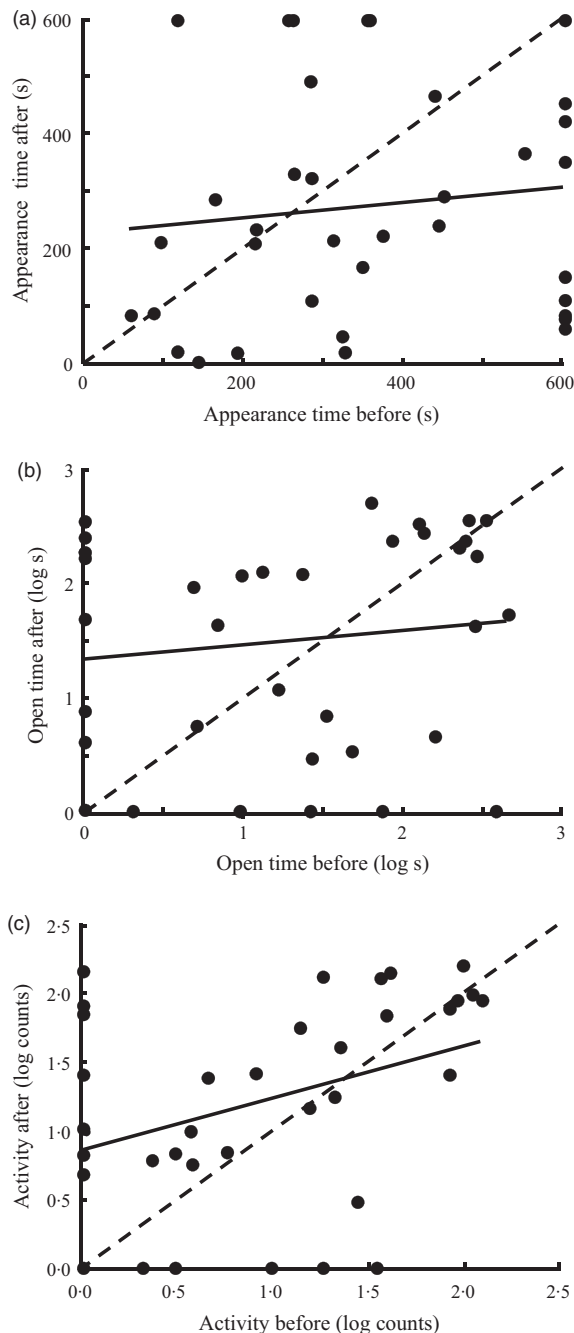 (a)
600
400
200
0
Appearance time after (s)
0 200 400 600
Appearance time before (s)
(b)
3
2
1
0
Open time after (log s)
0 1 2 3
Open time before (log s)
(c)
2·5
2·0
1·5
1·0
0·5
0·0
Activity after (log counts)
0·0 0·5 1·0 1·5 2·0 2·5
Activity before (log counts)